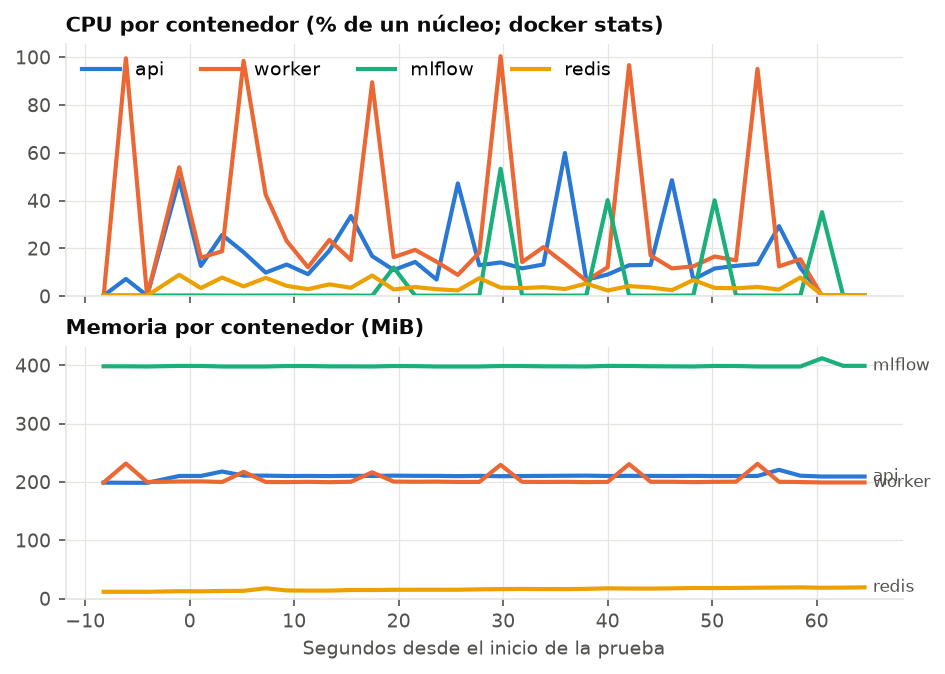 CPU por contenedor (% de un núcleo; docker stats)
100
api
worker
mlflow
redis
80
60
40
20
0
Memoria por contenedor (MiB)
400
mlflow
300
200
api
worker
100
0
redis
−10
0
10
20
30
40
50
60
Segundos desde el inicio de la prueba